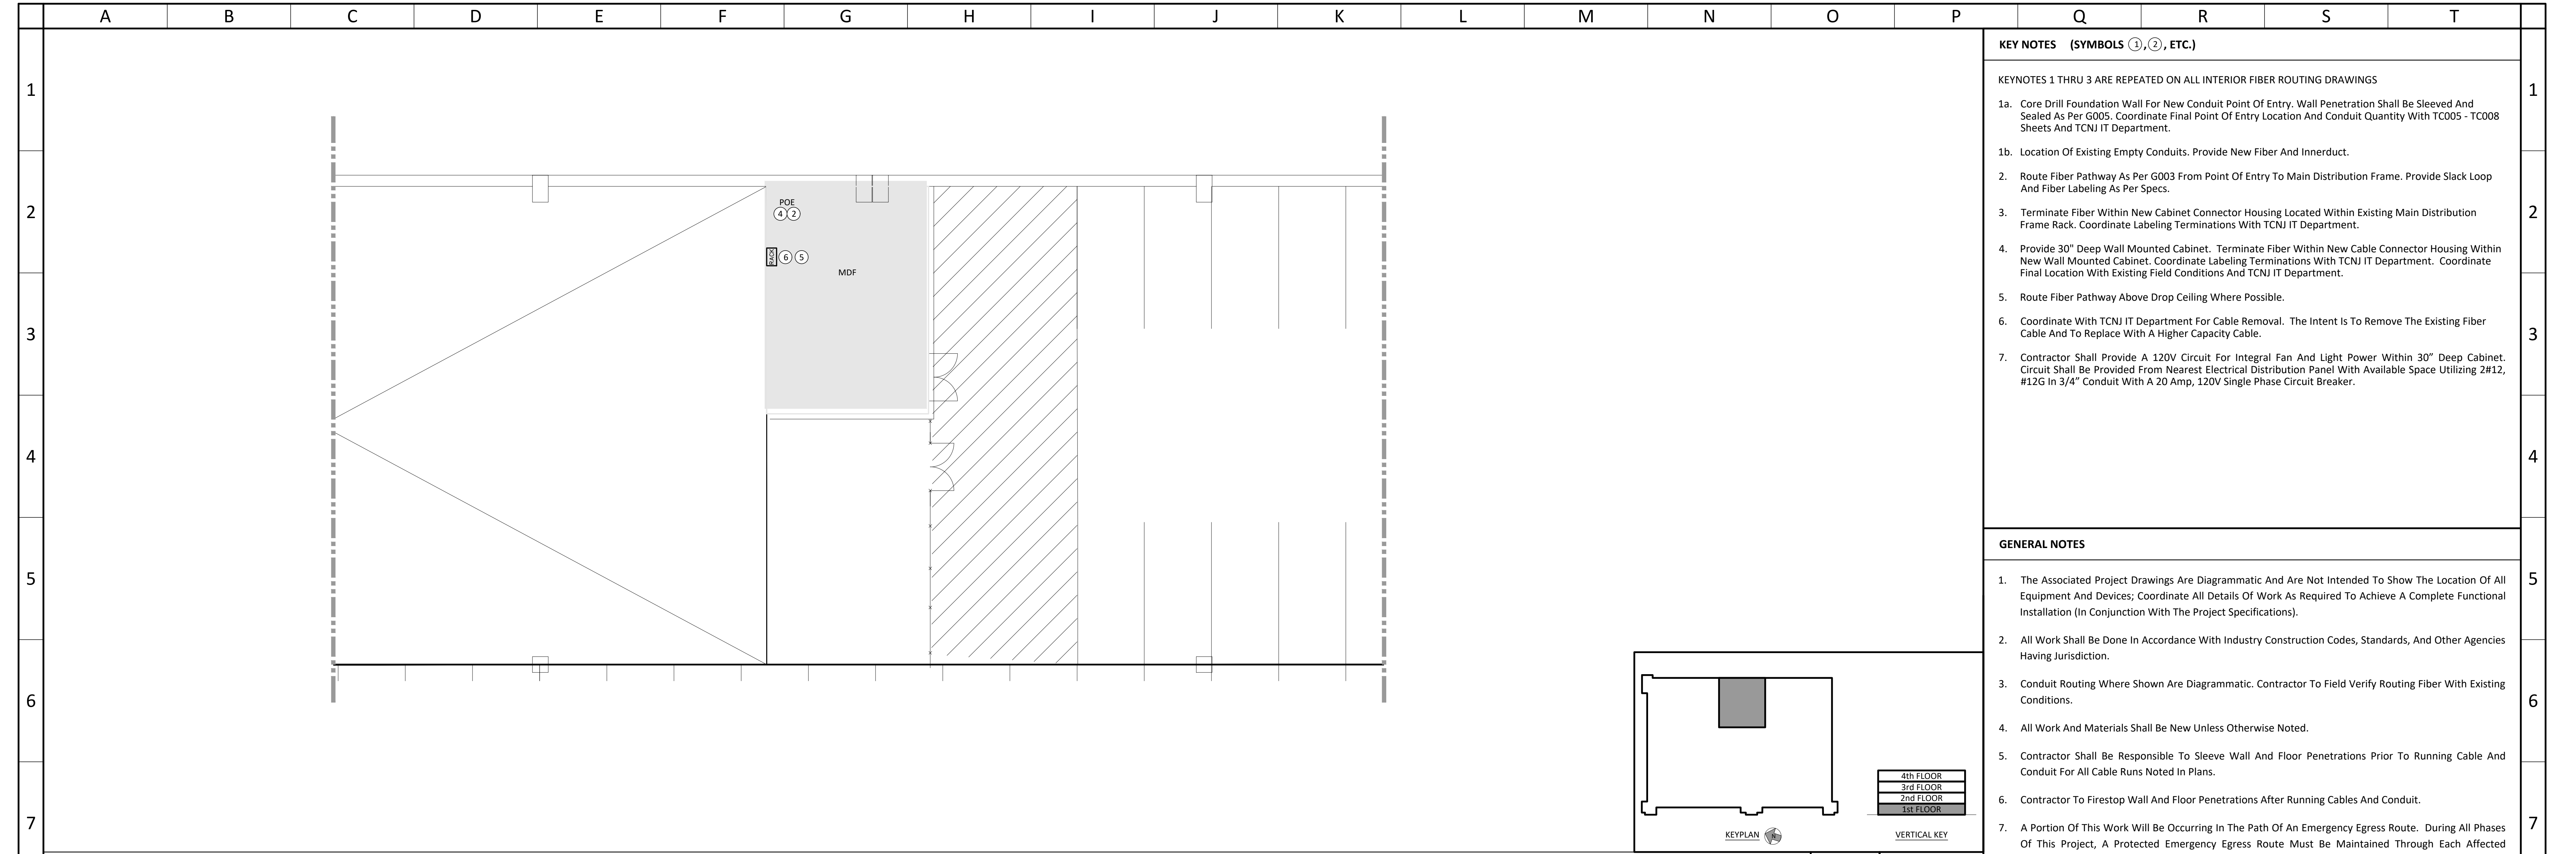 A B C D E F G H I J K L M N O P Q R S T
1 1
2 2
3 3
4 4
5 5
6 6
7 7
POE
4 2
RACK
6 5
MDF
4th FLOOR
3rd FLOOR
2nd FLOOR
1st FLOOR
KEYPLAN N
VERTICAL KEY
KEY NOTES (SYMBOLS 1, 2, ETC.)
KEYNOTES 1 THRU 3 ARE REPEATED ON ALL INTERIOR FIBER ROUTING DRAWINGS
1a. Core Drill Foundation Wall For New Conduit Point Of Entry. Wall Penetration Shall Be Sleeved And
Sealed As Per G005. Coordinate Final Point Of Entry Location And Conduit Quantity With TC005 - TC008
Sheets And TCNJ IT Department.
1b. Location Of Existing Empty Conduits. Provide New Fiber And Innerduct.
2. Route Fiber Pathway As Per G003 From Point Of Entry To Main Distribution Frame. Provide Slack Loop
And Fiber Labeling As Per Specs.
3. Terminate Fiber Within New Cabinet Connector Housing Located Within Existing Main Distribution
Frame Rack. Coordinate Labeling Terminations With TCNJ IT Department.
4. Provide 30" Deep Wall Mounted Cabinet. Terminate Fiber Within New Cable Connector Housing Within
New Wall Mounted Cabinet. Coordinate Labeling Terminations With TCNJ IT Department. Coordinate
Final Location With Existing Field Conditions And TCNJ IT Department.
5. Route Fiber Pathway Above Drop Ceiling Where Possible.
6. Coordinate With TCNJ IT Department For Cable Removal. The Intent Is To Remove The Existing Fiber
Cable And To Replace With A Higher Capacity Cable.
7. Contractor Shall Provide A 120V Circuit For Integral Fan And Light Power Within 30” Deep Cabinet.
Circuit Shall Be Provided From Nearest Electrical Distribution Panel With Available Space Utilizing 2#12,
#12G In 3/4” Conduit With A 20 Amp, 120V Single Phase Circuit Breaker.
GENERAL NOTES
1. The Associated Project Drawings Are Diagrammatic And Are Not Intended To Show The Location Of All
Equipment And Devices; Coordinate All Details Of Work As Required To Achieve A Complete Functional
Installation (In Conjunction With The Project Specifications).
2. All Work Shall Be Done In Accordance With Industry Construction Codes, Standards, And Other Agencies
Having Jurisdiction.
3. Conduit Routing Where Shown Are Diagrammatic. Contractor To Field Verify Routing Fiber With Existing
Conditions.
4. All Work And Materials Shall Be New Unless Otherwise Noted.
5. Contractor Shall Be Responsible To Sleeve Wall And Floor Penetrations Prior To Running Cable And
Conduit For All Cable Runs Noted In Plans.
6. Contractor To Firestop Wall And Floor Penetrations After Running Cables And Conduit.
7. A Portion Of This Work Will Be Occurring In The Path Of An Emergency Egress Route. During All Phases
Of This Project, A Protected Emergency Egress Route Must Be Maintained Through Each Affected